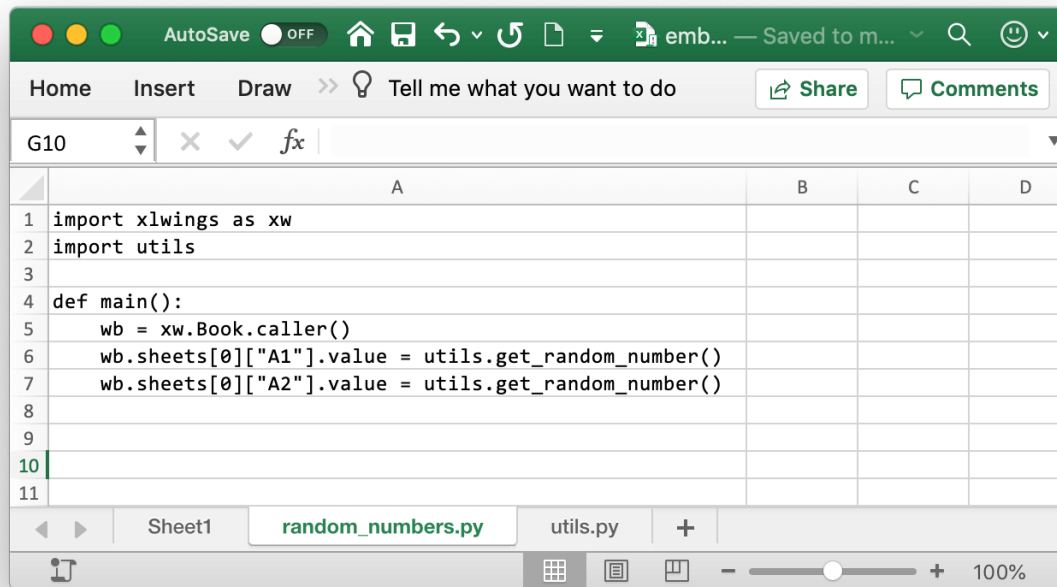 AutoSave OFF emb... — Saved to m...
Home Insert Draw Tell me what you want to do Share Comments
G10 fx
A B C D
1 import xlwings as xw
2 import utils
3
4 def main():
5     wb = xw.Book.caller()
6     wb.sheets[0]["A1"].value = utils.get_random_number()
7     wb.sheets[0]["A2"].value = utils.get_random_number()
8
9
10
11
Sheet1 random_numbers.py utils.py +
100%